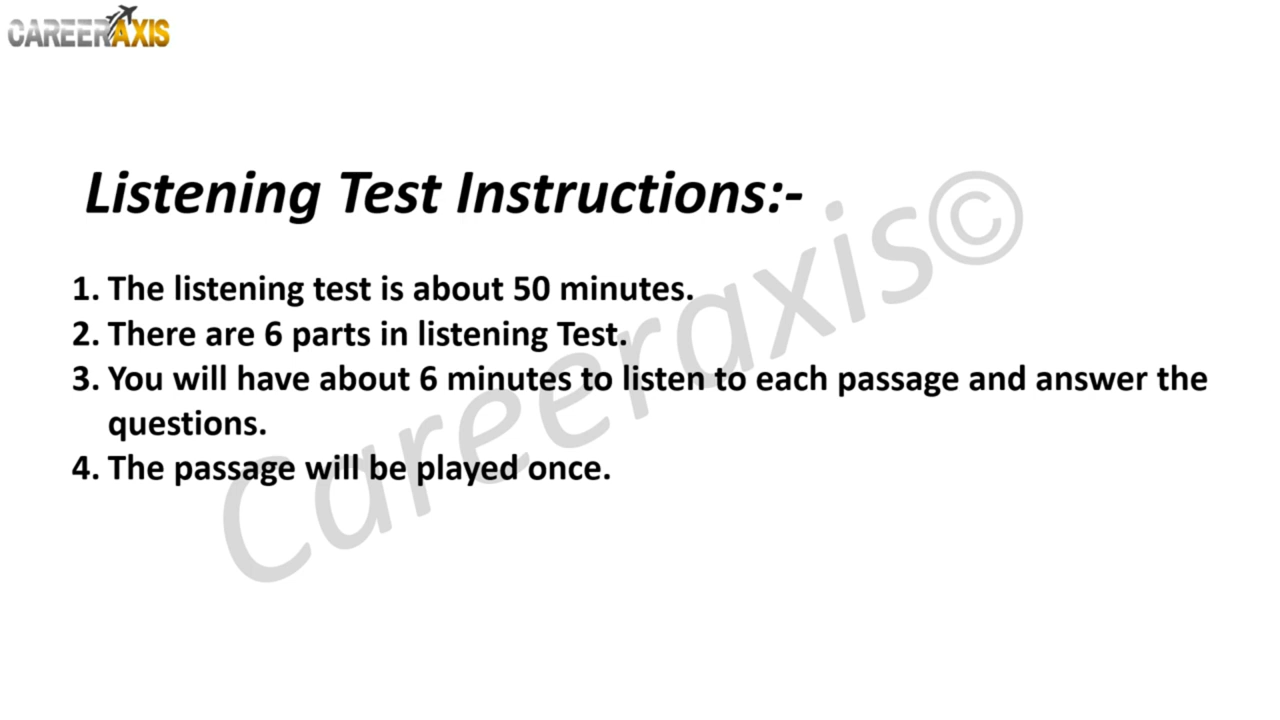 CAREERAXIS
Listening Test Instructions:-
1. The listening test is about 50 minutes.
2. There are 6 parts in listening Test.
3. You will have about 6 minutes to listen to each passage and answer the
questions.
4. The passage will be played once.
Careeraxis©